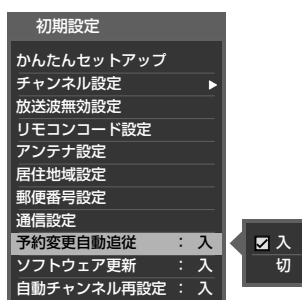 初期設定
かんたんセットアップ
チャンネル設定
放送波無効設定
リモコンコード設定
アンテナ設定
居住地域設定
郵便番号設定
通信設定
予約変更自動追従 : 入
ソフトウェア更新 : 入
自動チャンネル再設定 : 入
入
切